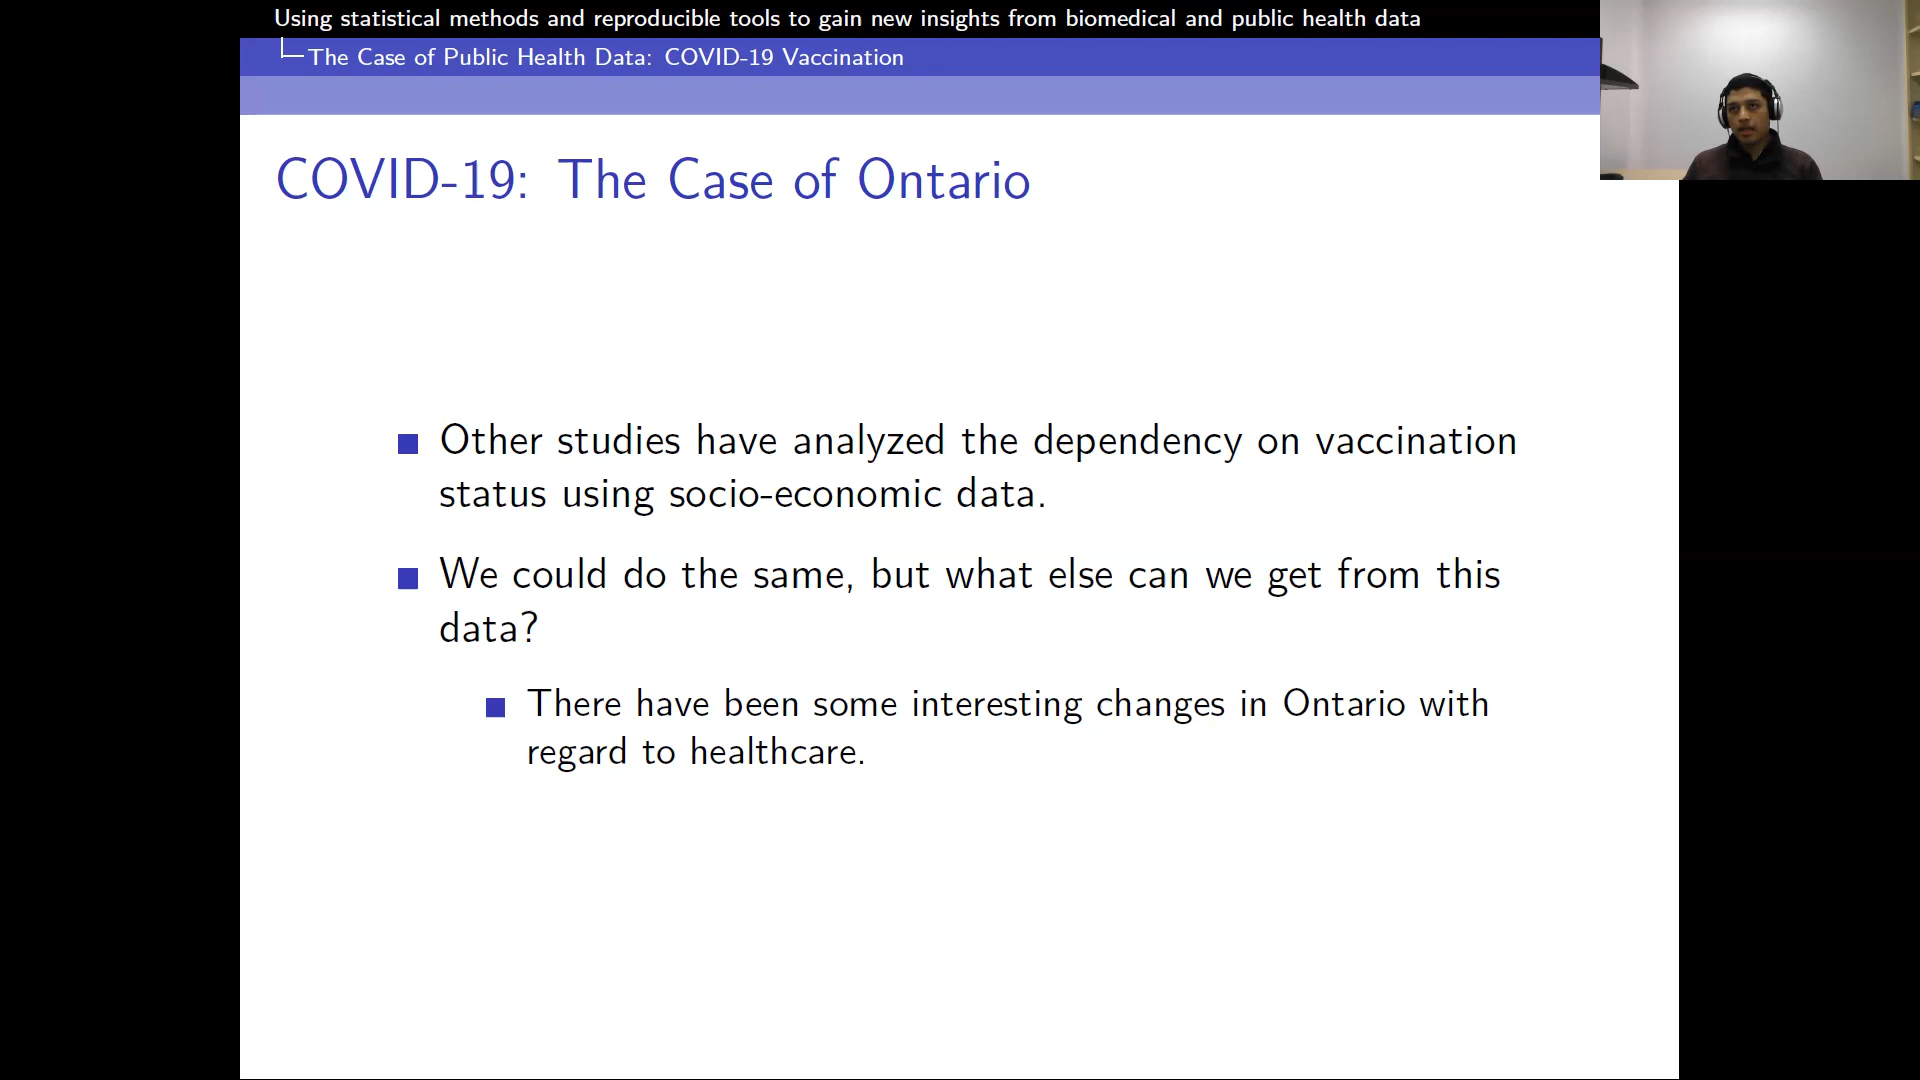 Using statistical methods and reproducible tools to gain new insights from biomedical and public health data
The Case of Public Health Data: COVID-19 Vaccination
COVID-19: The Case of Ontario
Other studies have analyzed the dependency on vaccination
status using socio-economic data.
We could do the same, but what else can we get from this
data?
There have been some interesting changes in Ontario with
regard to healthcare.